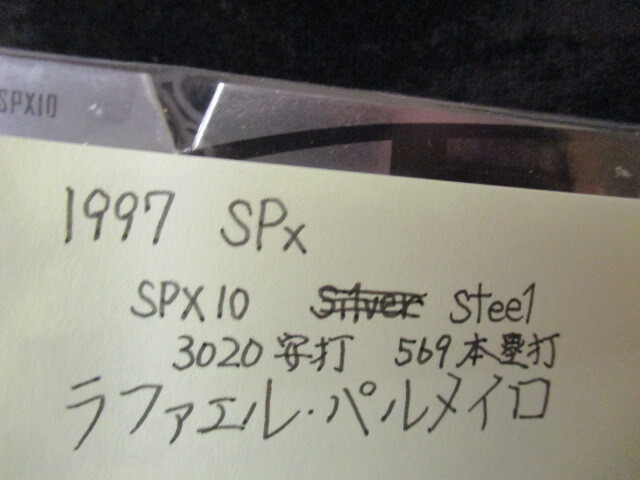 SPX10
1997 SPx
SPX10 Silver Steel
3020安打 569本塁打
ラファエル・パルメイロ